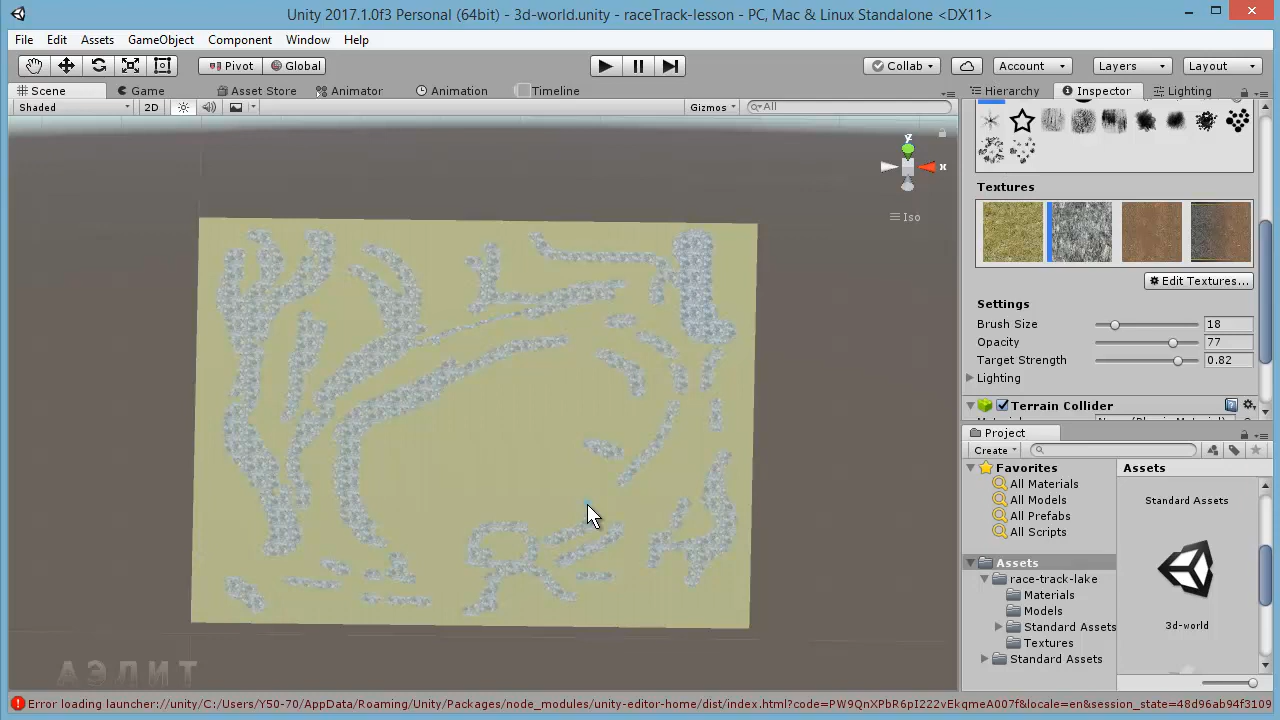 Unity 2017.1.0f3 Personal (64bit) - 3d-world.unity - raceTrack-lesson - PC, Mac & Linux Standalone <DX11>
File Edit Assets GameObject Component Window Help
Pivot Global Collab Account Layers Layout
Scene Game Asset Store Animator Animation Timeline Hierarchy Inspector Lighting
Shaded 2D Gizmos All
y
x
Iso
Textures
Edit Textures...
Settings
Brush Size 18
Opacity 77
Target Strength 0.82
Lighting
Terrain Collider
Project
Create
Favorites
All Materials
All Models
All Prefabs
All Scripts
Assets
race-track-lake
Materials
Models
Standard Assets
Textures
Standard Assets
Assets
Standard Assets
3d-world
АЭЛИТ
Error loading launcher://unity/C:/Users/Y50-70/AppData/Roaming/Unity/Packages/node_modules/unity-editor-home/dist/index.html?code=PW9QnXPbR6pI222vEkqmeA007f&locale=en&session_state=48d96ab94f3109